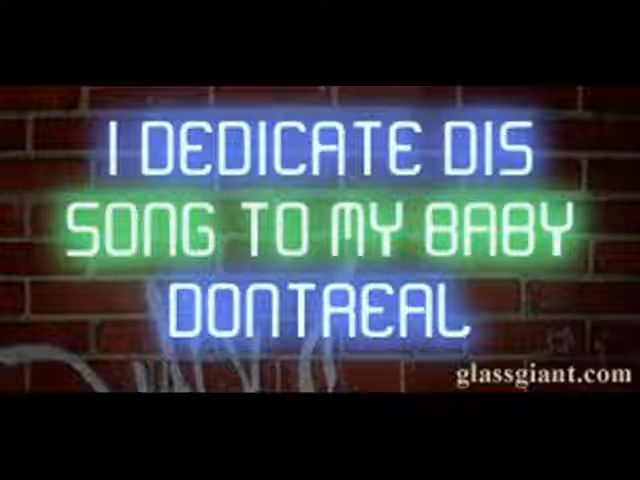 I DEDICATE DIS
SONG TO MY BABY
DONTREAL
glassgiant.com